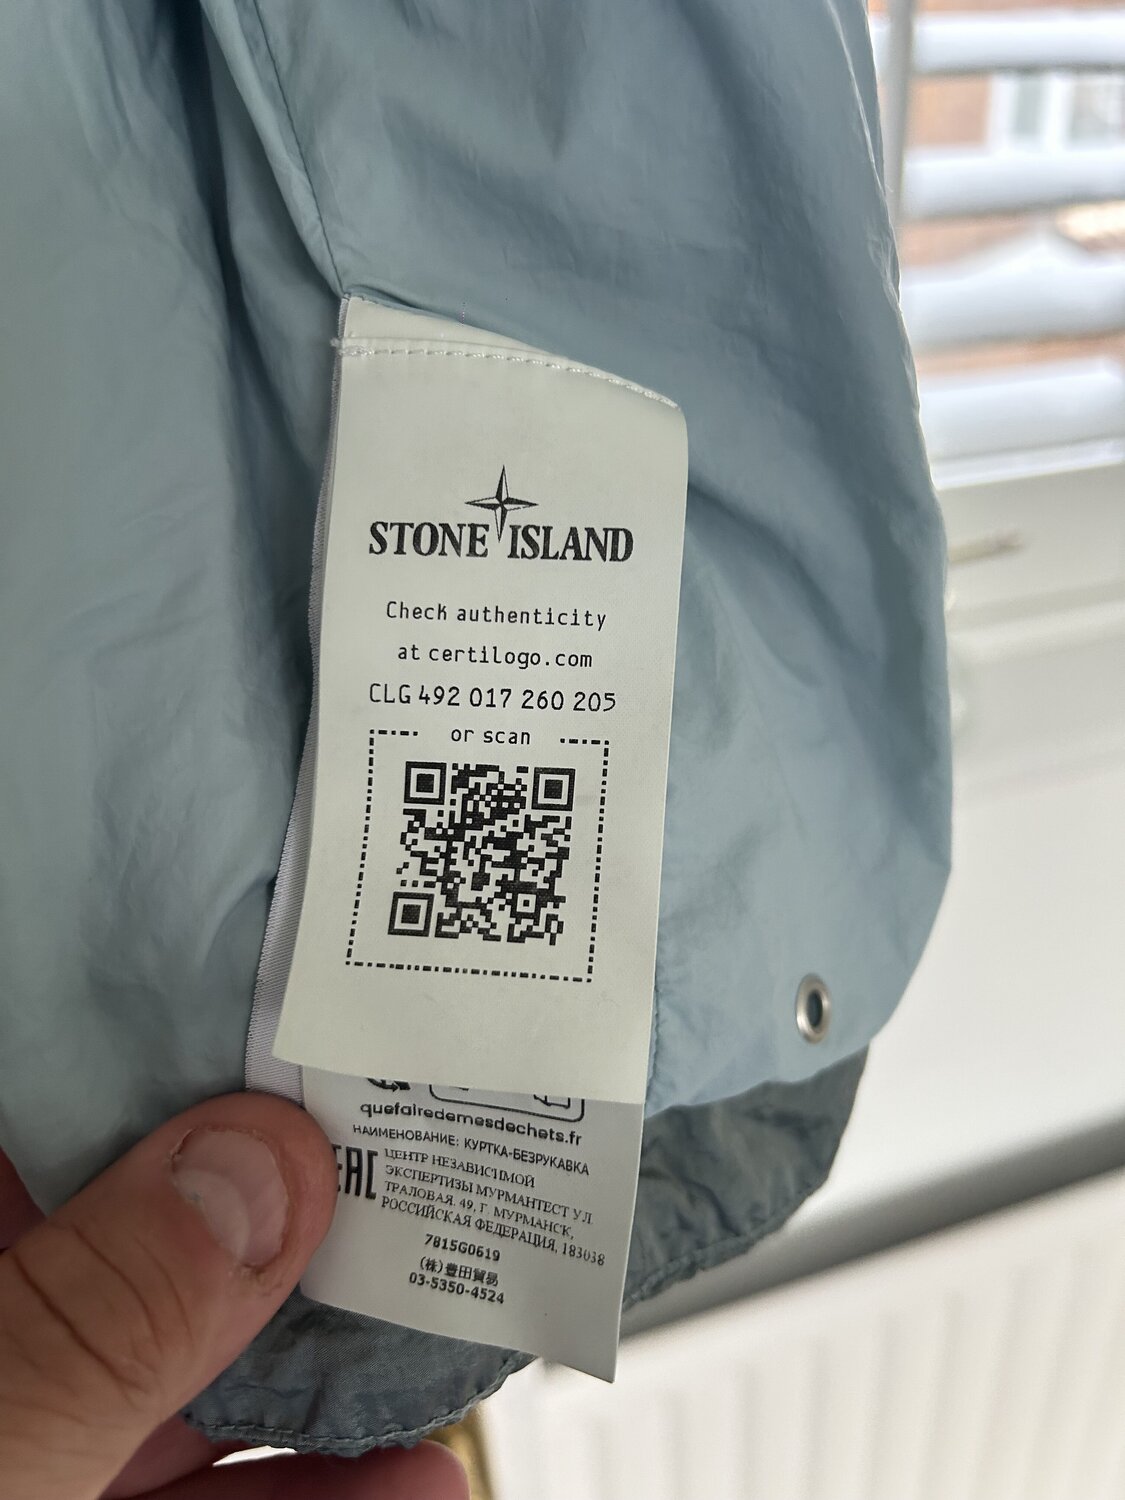 STONE ISLAND
Check authenticity
at certilogo.com
CLG 492 017 260 205
or scan
quefairedemesdechets.fr
НАИМЕНОВАНИЕ: КУРТКА-БЕЗРУКАВКА
EAC
ЦЕНТР НЕЗАВИСИМОЙ
ЭКСПЕРТИЗЫ МУРМАНТЕСТ УЛ.
ТРАЛОВАЯ. 49, Г. МУРМАНСК,
РОССИЙСКАЯ ФЕДЕРАЦИЯ, 183038
7815G0619
(株)豊田貿易
03-5350-4524